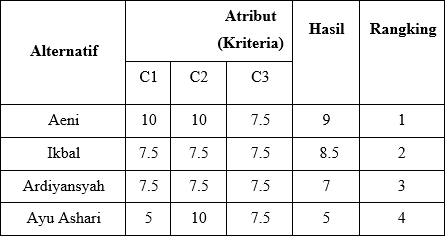 Alternatif Atribut (Kriteria) Hasil Rangking
C1 C2 C3
Aeni 10 10 7.5 9 1
Ikbal 7.5 7.5 7.5 8.5 2
Ardiyansyah 7.5 7.5 7.5 7 3
Ayu Ashari 5 10 7.5 5 4